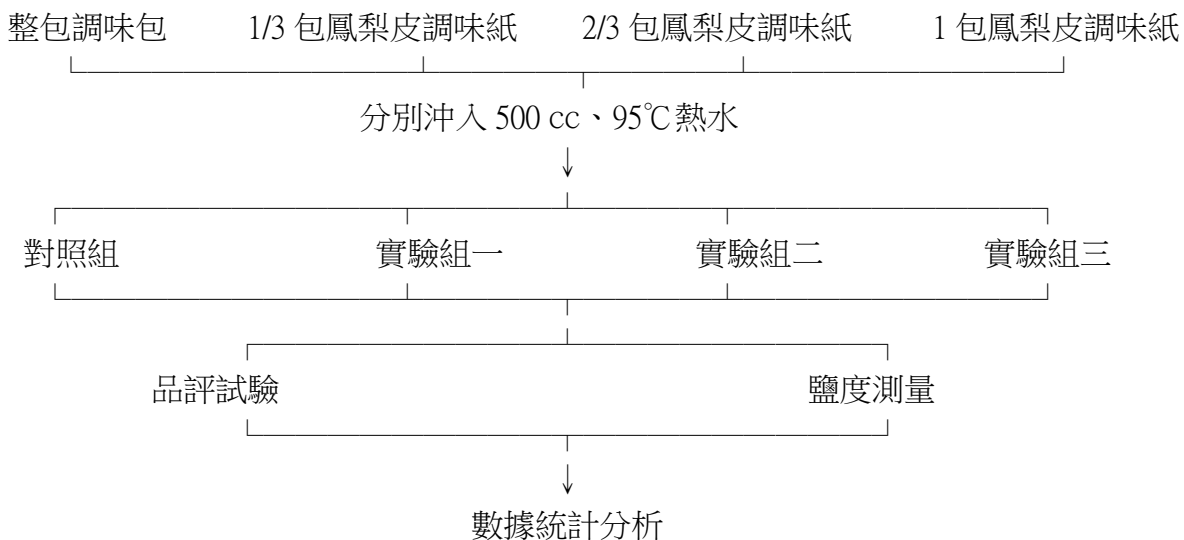 整包調味包 1/3 包鳳梨皮調味紙 2/3 包鳳梨皮調味紙 1 包鳳梨皮調味紙
分別沖入 500 cc、95℃熱水
對照組 實驗組一 實驗組二 實驗組三
品評試驗 鹽度測量
數據統計分析